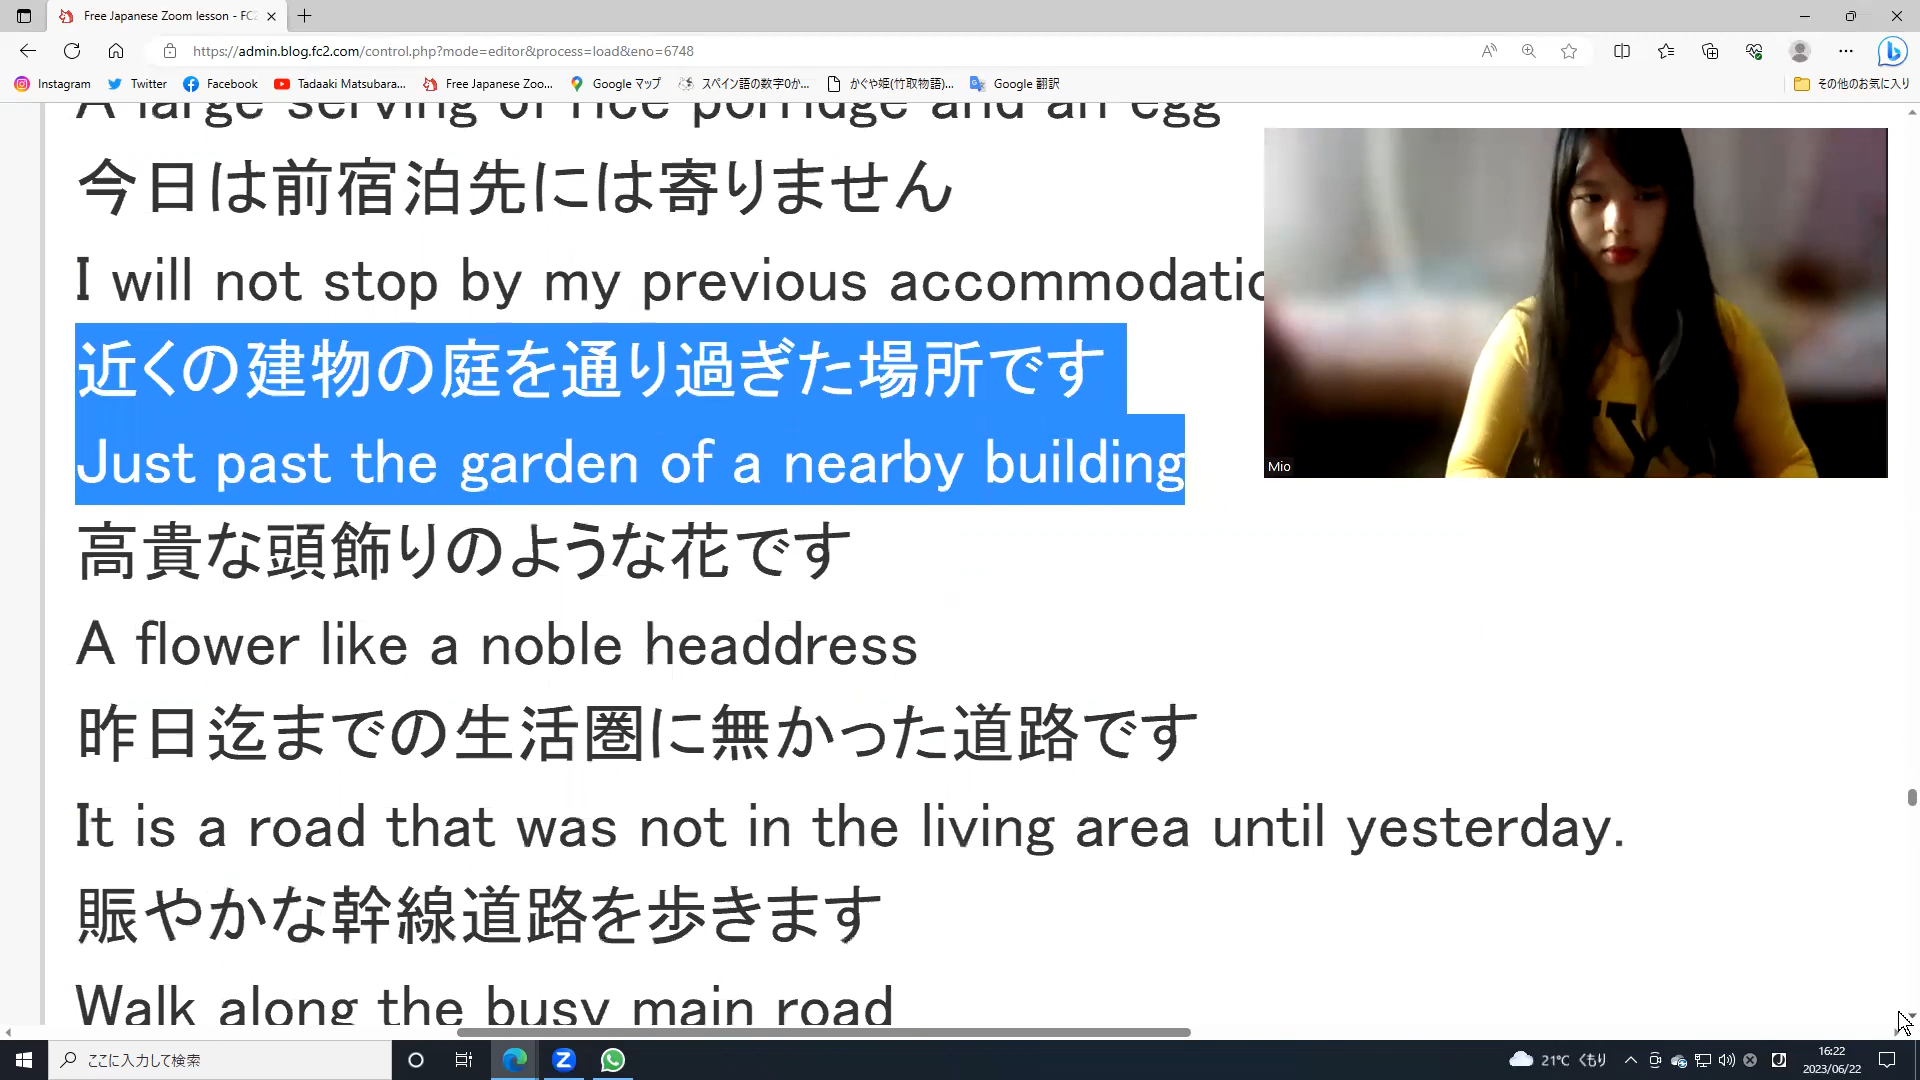 Free Japanese Zoom lesson - FC2
https://admin.blog.fc2.com/control.php?mode=editor&process=load&eno=6748
Instagram Twitter Facebook Tadaaki Matsubara... Free Japanese Zoo... Google マップ スペイン語の数字0か... かぐや姫(竹取物語)... Google 翻訳 その他のお気に入り
A large serving of rice porridge and an egg
今日は前宿泊先には寄りません
I will not stop by my previous accommodatio
近くの建物の庭を通り過ぎた場所です
Just past the garden of a nearby building
Mio
高貴な頭飾りのような花です
A flower like a noble headdress
昨日迄までの生活圏に無かった道路です
It is a road that was not in the living area until yesterday.
賑やかな幹線道路を歩きます
Walk along the busy main road
ここに入力して検索
21℃ くもり
16:22
2023/06/22